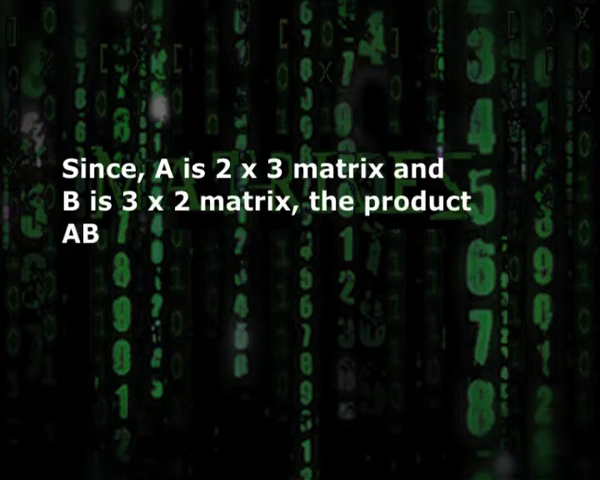 Since, A is 2 x 3 matrix and
B is 3 x 2 matrix, the product
AB